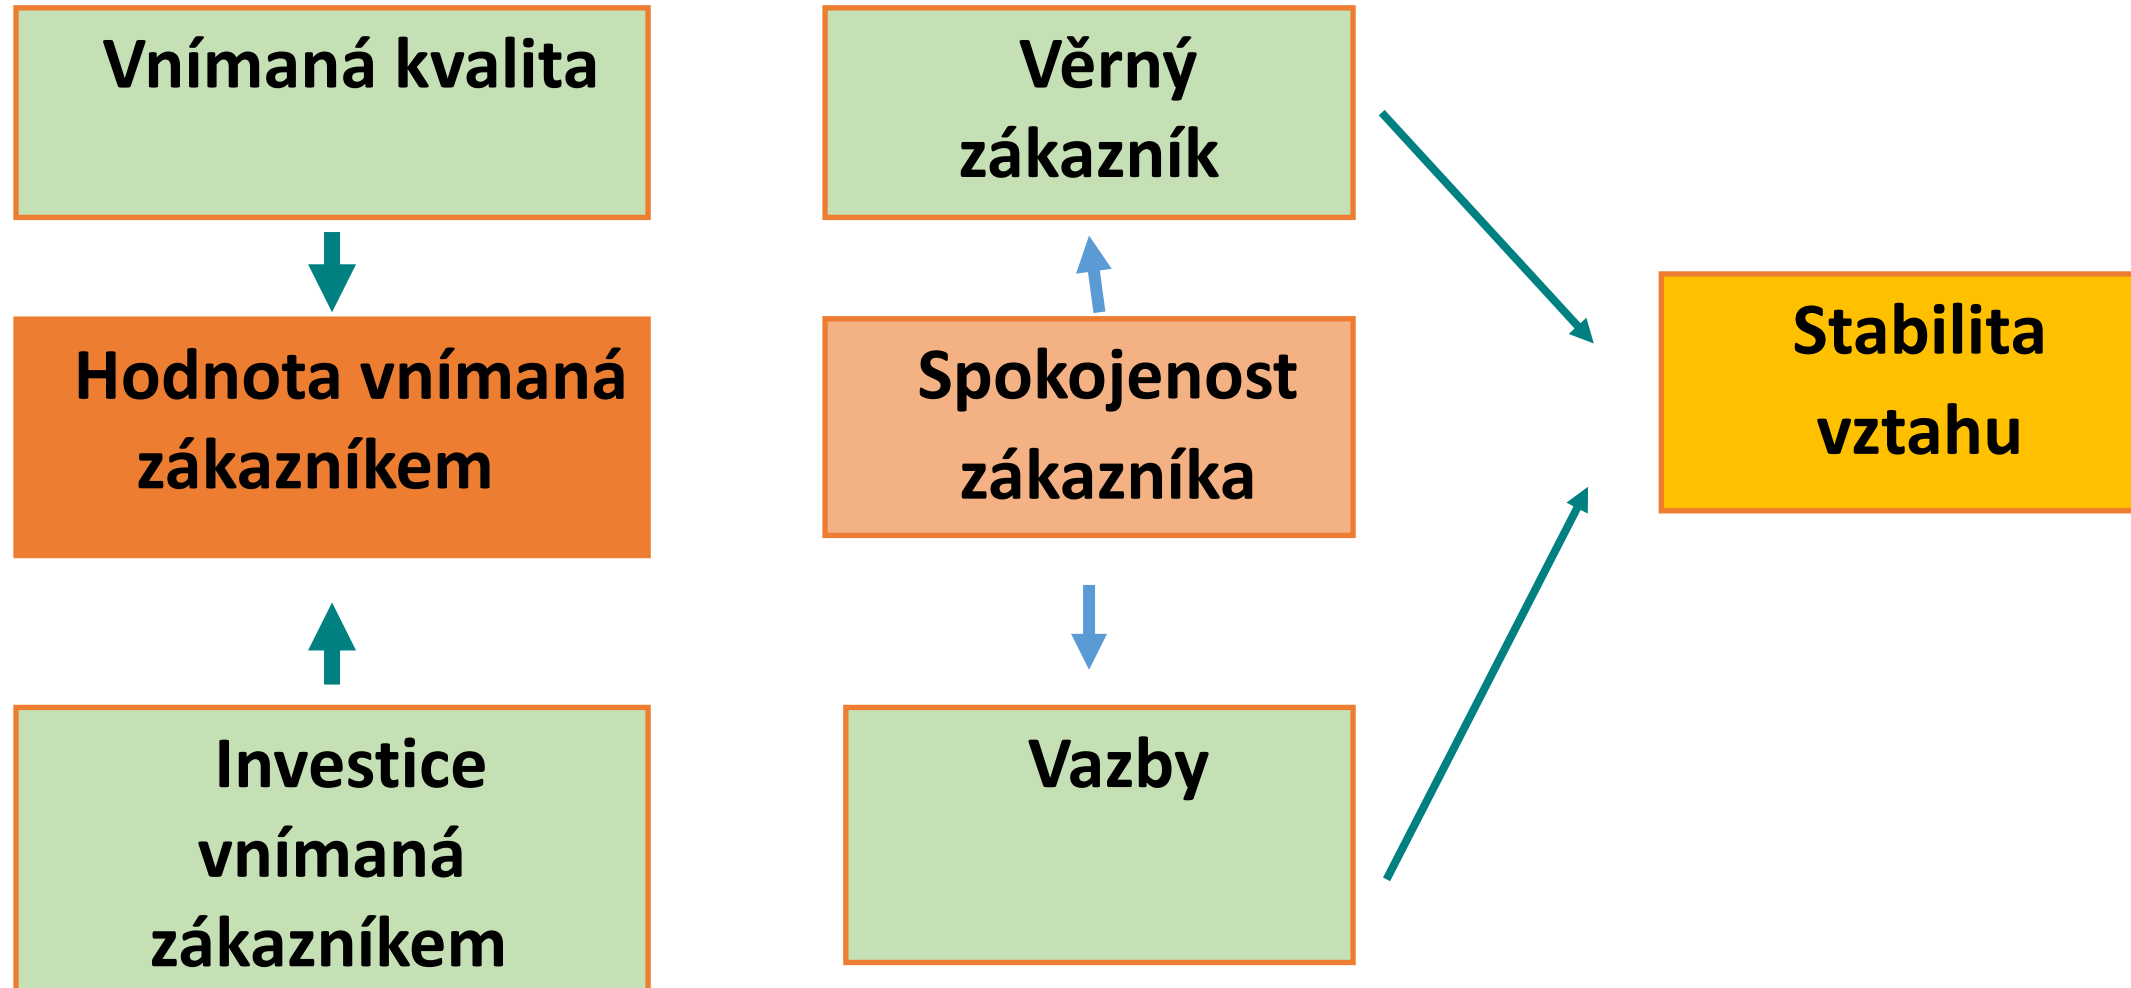 Vnímaná kvalita
Hodnota vnímaná
zákazníkem
Investice
vnímaná
zákazníkem
Věrný
zákazník
Spokojenost
zákazníka
Vazby
Stabilita
vztahu